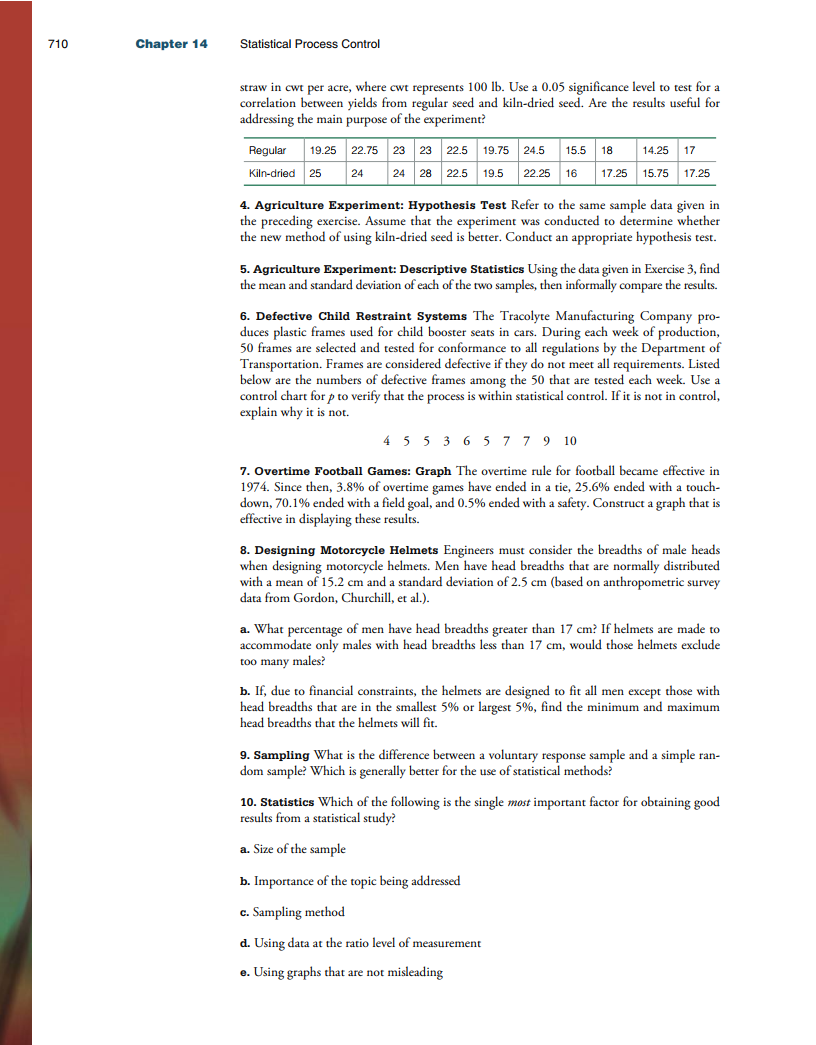 710 Chapter 14 Statistical Process Control
straw in cwt per acre, where cwt represents 100 lb. Use a 0.05 significance level to test for a
correlation between yields from regular seed and kiln-dried seed. Are the results useful for
addressing the main purpose of the experiment?
Regular 19.25 22.75 23 23 22.5 19.75 24.5 15.5 18 14.25 17
Kiln-dried 25 24 24 28 22.5 19.5 22.25 16 17.25 15.75 17.25
4. Agriculture Experiment: Hypothesis Test Refer to the same sample data given in
the preceding exercise. Assume that the experiment was conducted to determine whether
the new method of using kiln-dried seed is better. Conduct an appropriate hypothesis test.
5. Agriculture Experiment: Descriptive Statistics Using the data given in Exercise 3, find
the mean and standard deviation of each of the two samples, then informally compare the results.
6. Defective Child Restraint Systems The Tracolyte Manufacturing Company pro-
duces plastic frames used for child booster seats in cars. During each week of production,
50 frames are selected and tested for conformance to all regulations by the Department of
Transportation. Frames are considered defective if they do not meet all requirements. Listed
below are the numbers of defective frames among the 50 that are tested each week. Use a
control chart for p to verify that the process is within statistical control. If it is not in control,
explain why it is not.
4 5 5 3 6 5 7 7 9 10
7. Overtime Football Games: Graph The overtime rule for football became effective in
1974. Since then, 3.8% of overtime games have ended in a tie, 25.6% ended with a touch-
down, 70.1% ended with a field goal, and 0.5% ended with a safety. Construct a graph that is
effective in displaying these results.
8. Designing Motorcycle Helmets Engineers must consider the breadths of male heads
when designing motorcycle helmets. Men have head breadths that are normally distributed
with a mean of 15.2 cm and a standard deviation of 2.5 cm (based on anthropometric survey
data from Gordon, Churchill, et al.).
a. What percentage of men have head breadths greater than 17 cm? If helmets are made to
accommodate only males with head breadths less than 17 cm, would those helmets exclude
too many males?
b. If, due to financial constraints, the helmets are designed to fit all men except those with
head breadths that are in the smallest 5% or largest 5%, find the minimum and maximum
head breadths that the helmets will fit.
9. Sampling What is the difference between a voluntary response sample and a simple ran-
dom sample? Which is generally better for the use of statistical methods?
10. Statistics Which of the following is the single most important factor for obtaining good
results from a statistical study?
a. Size of the sample
b. Importance of the topic being addressed
c. Sampling method
d. Using data at the ratio level of measurement
e. Using graphs that are not misleading